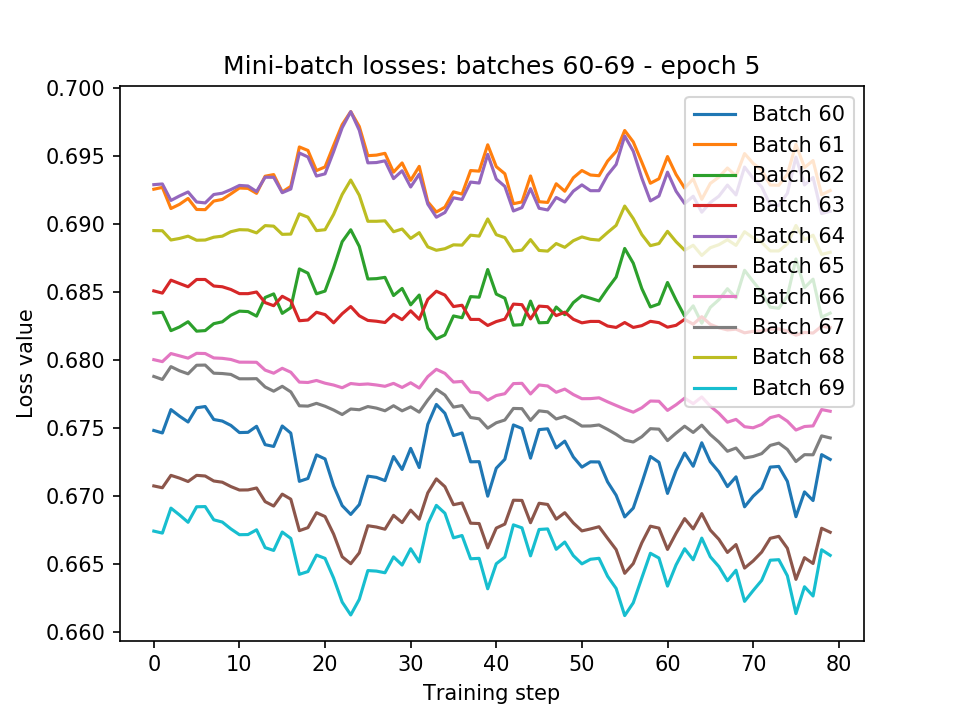 Mini-batch losses: batches 60-69 - epoch 5
0.700
0.695
0.690
0.685
0.680
0.675
0.670
0.665
0.660
Loss value
0
10
20
30
40
50
60
70
80
Training step
Batch 60
Batch 61
Batch 62
Batch 63
Batch 64
Batch 65
Batch 66
Batch 67
Batch 68
Batch 69